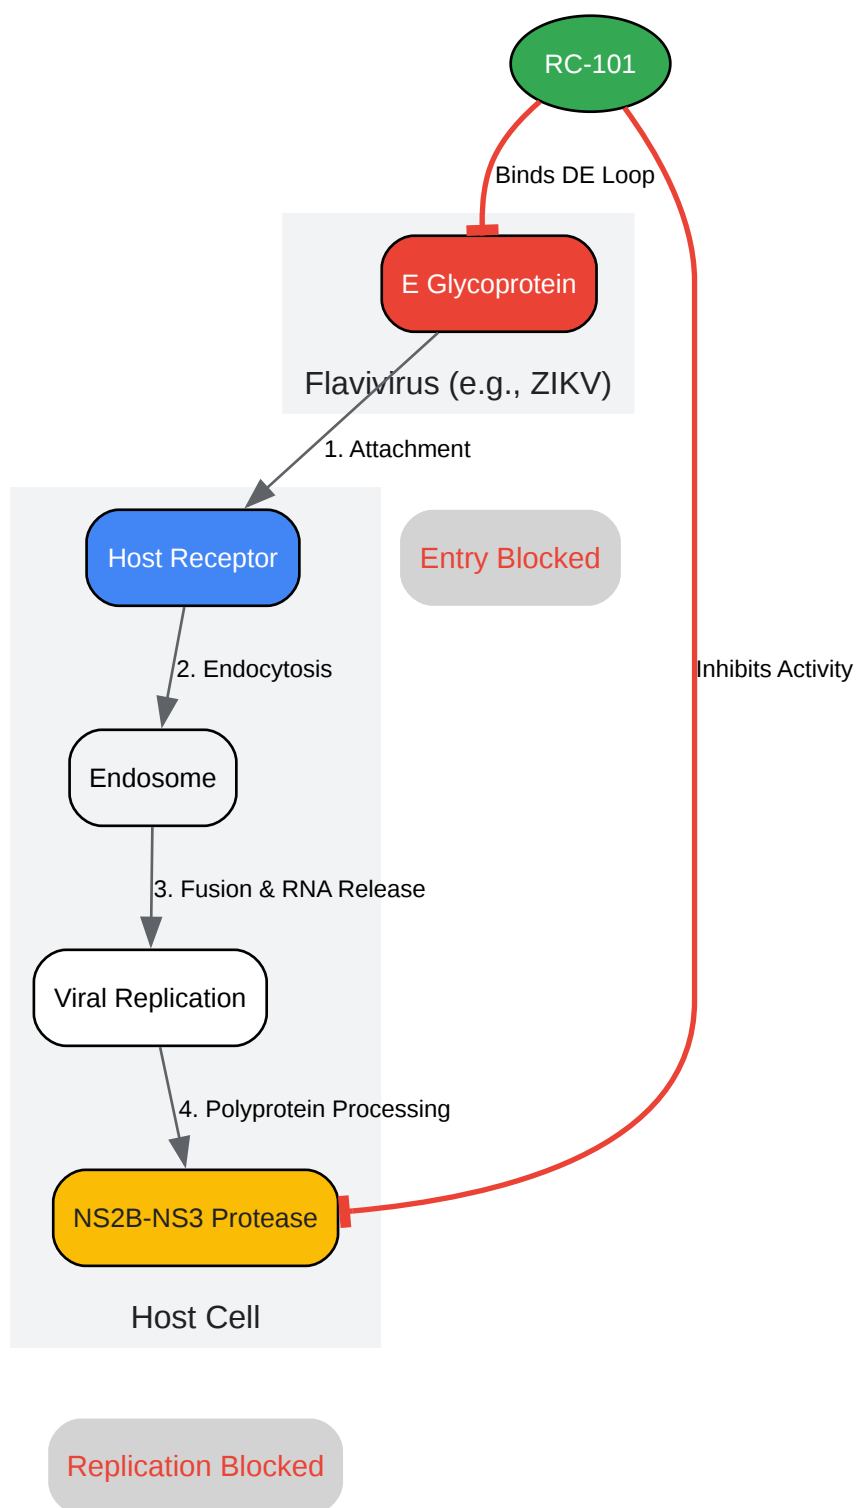 RC-101
Binds DE Loop
E Glycoprotein
Flavivirus (e.g., ZIKV)
1. Attachment
Host Receptor
Entry Blocked
2. Endocytosis
Inhibits Activity
Endosome
3. Fusion & RNA Release
Viral Replication
4. Polyprotein Processing
NS2B-NS3 Protease
Host Cell
Replication Blocked